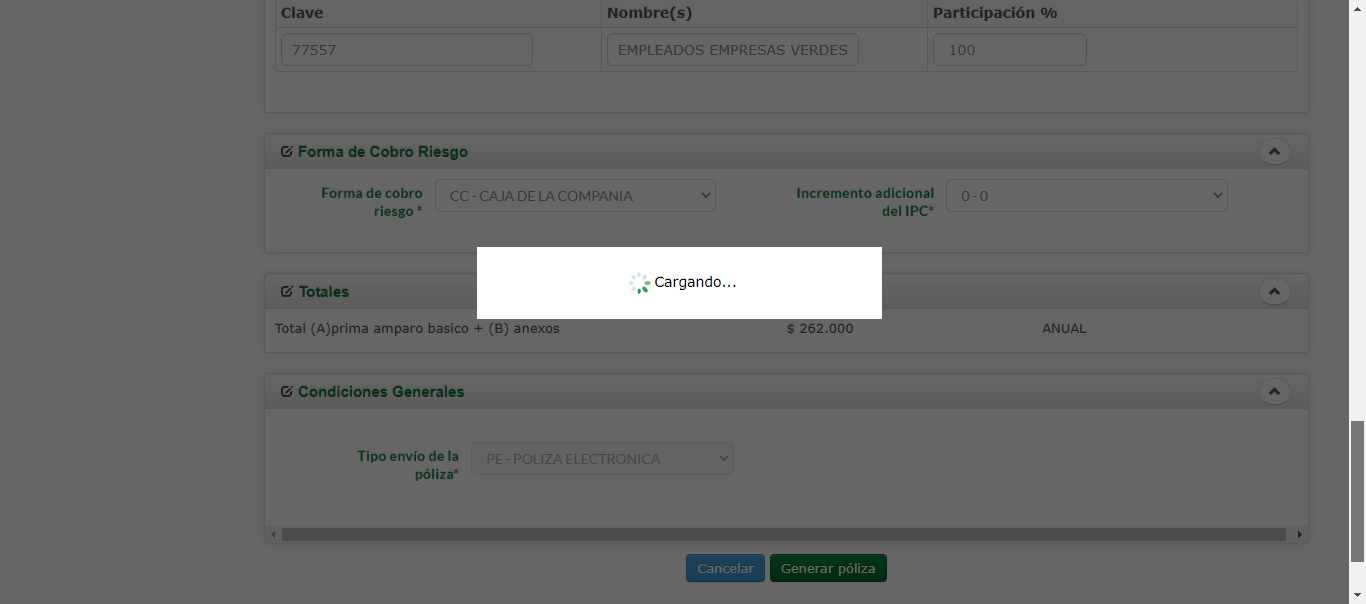 Clave Nombre(s) Participación %
77557 EMPLEADOS EMPRESAS VERDES 100
Forma de Cobro Riesgo
Forma de cobro riesgo * CC - CAJA DE LA COMPANIA
Incremento adicional del IPC* 0 - 0
Cargando...
Totales
Total (A)prima amparo basico + (B) anexos $ 262.000 ANUAL
Condiciones Generales
Tipo envío de la póliza* PE - POLIZA ELECTRONICA
Cancelar Generar póliza